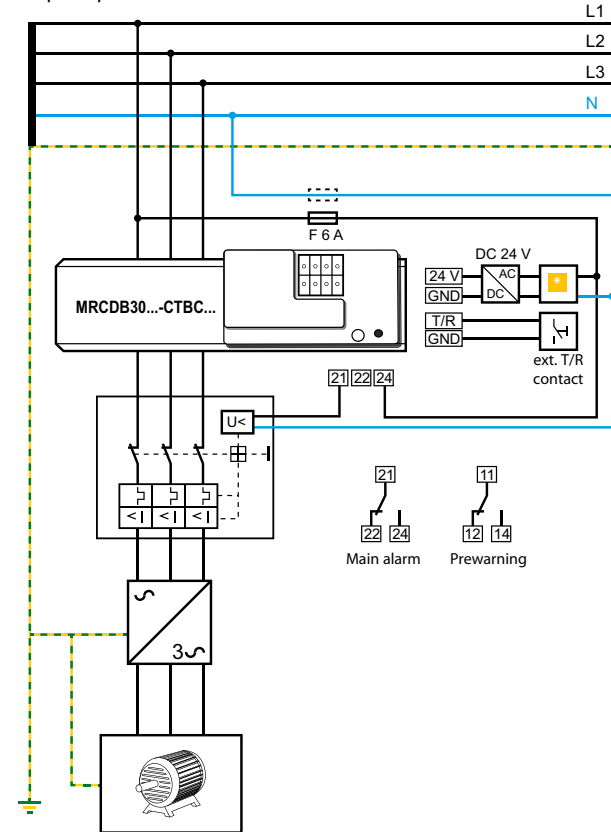 L1
L2
L3
N
F 6 A
DC 24 V
24 V
AC
DC
*
GND
MRCDB30...-CTBC...
T/R
GND
ext. T/R
contact
21 22 24
U<
21
11
< I < I < I
22 24
12 14
Main alarm
Prewarning
3